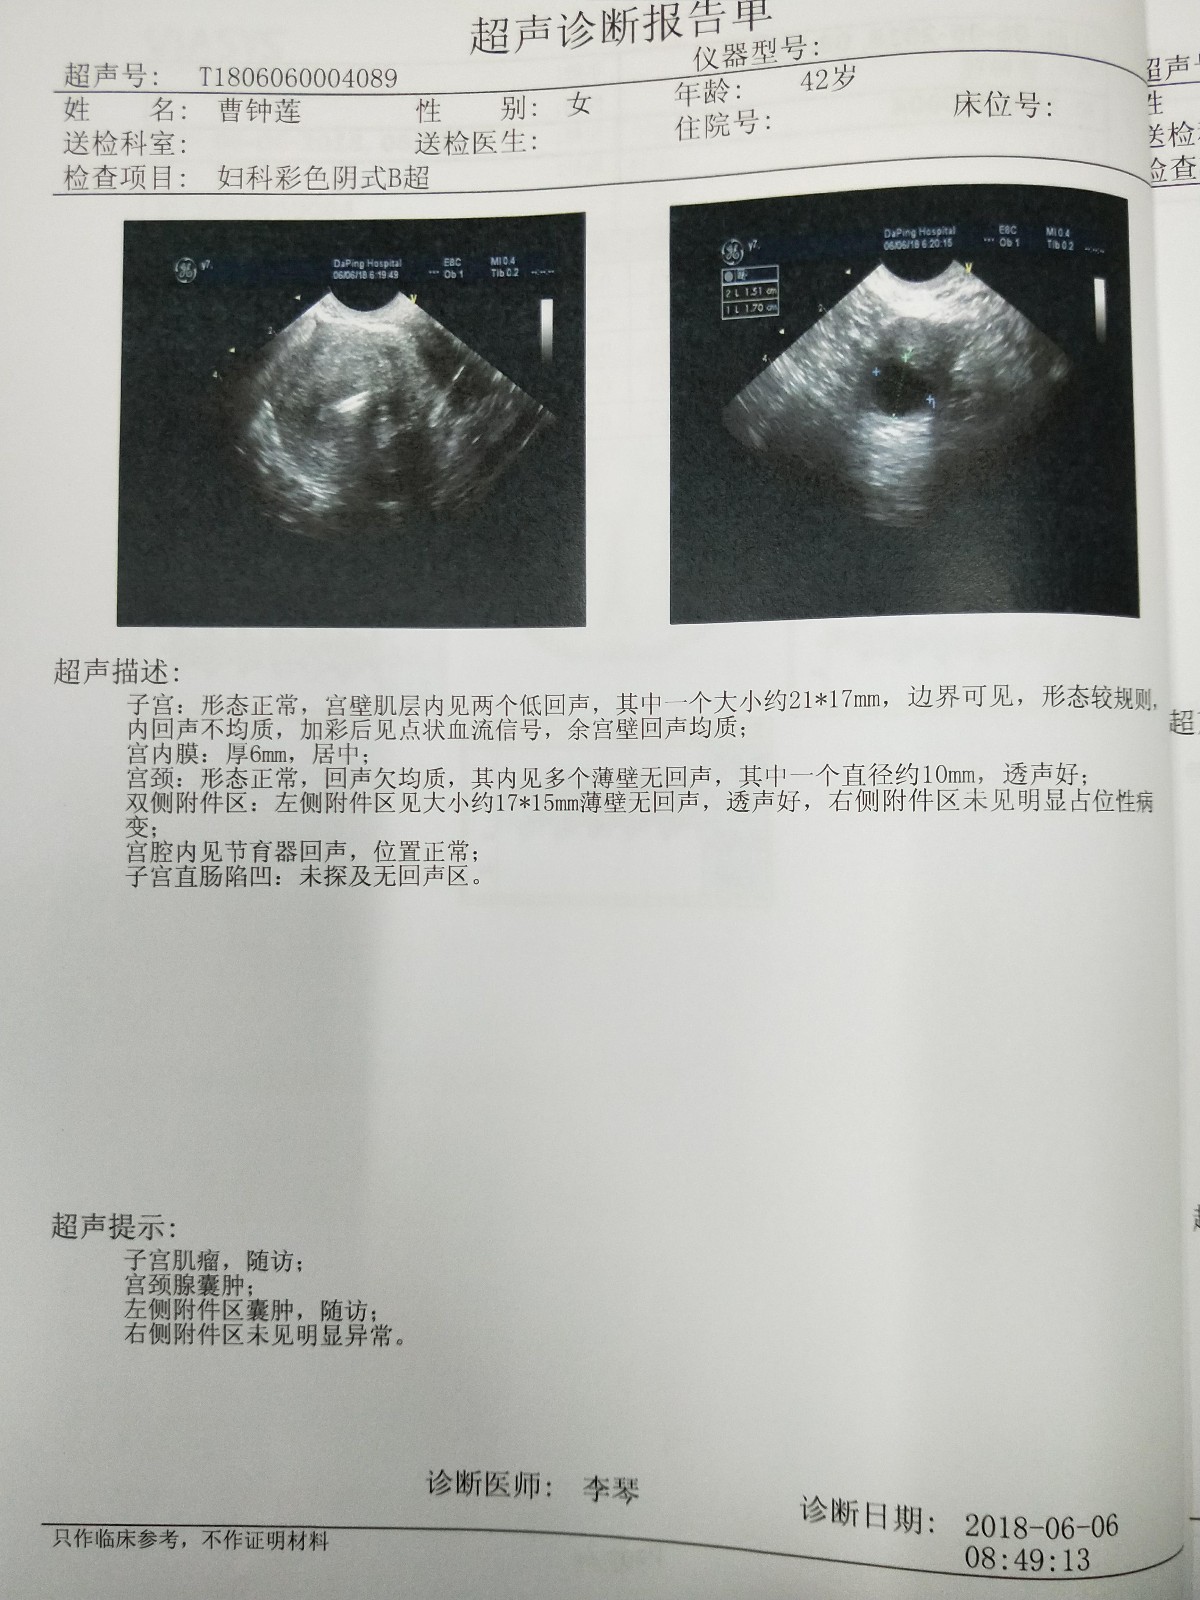 超声诊断报告单
仪器型号:
超声号: T1806060004089
姓 名: 曹钟莲 性 别: 女 年龄: 42岁 床位号:
送检科室: 送检医生: 住院号:
检查项目: 妇科彩色阴式B超
超声
性
送检
检查
DaPing Hospital E8C MI 0.4
06/06/18 6:19:49 Ob 1 TIb 0.2
2
4
DaPing Hospital E8C MI 0.4
06/06/18 6:20:15 Ob 1 TIb 0.2
2 L 1.51 cm
1 L 1.70 cm
2
4
超声描述:
子宫: 形态正常, 宫壁肌层内见两个低回声, 其中一个大小约21*17mm, 边界可见, 形态较规则,
内回声不均质, 加彩后见点状血流信号, 余宫壁回声均质;
宫内膜: 厚6mm, 居中;
宫颈: 形态正常, 回声欠均质, 其内见多个薄壁无回声, 其中一个直径约10mm, 透声好;
双侧附件区: 左侧附件区见大小约17*15mm薄壁无回声, 透声好, 右侧附件区未见明显占位性病
变;
宫腔内见节育器回声, 位置正常;
子宫直肠陷凹: 未探及无回声区。
超声提示:
子宫肌瘤, 随访;
宫颈腺囊肿;
左侧附件区囊肿, 随访;
右侧附件区未见明显异常。
诊断医师: 李琴
诊断日期: 2018-06-06
08:49:13
只作临床参考, 不作证明材料